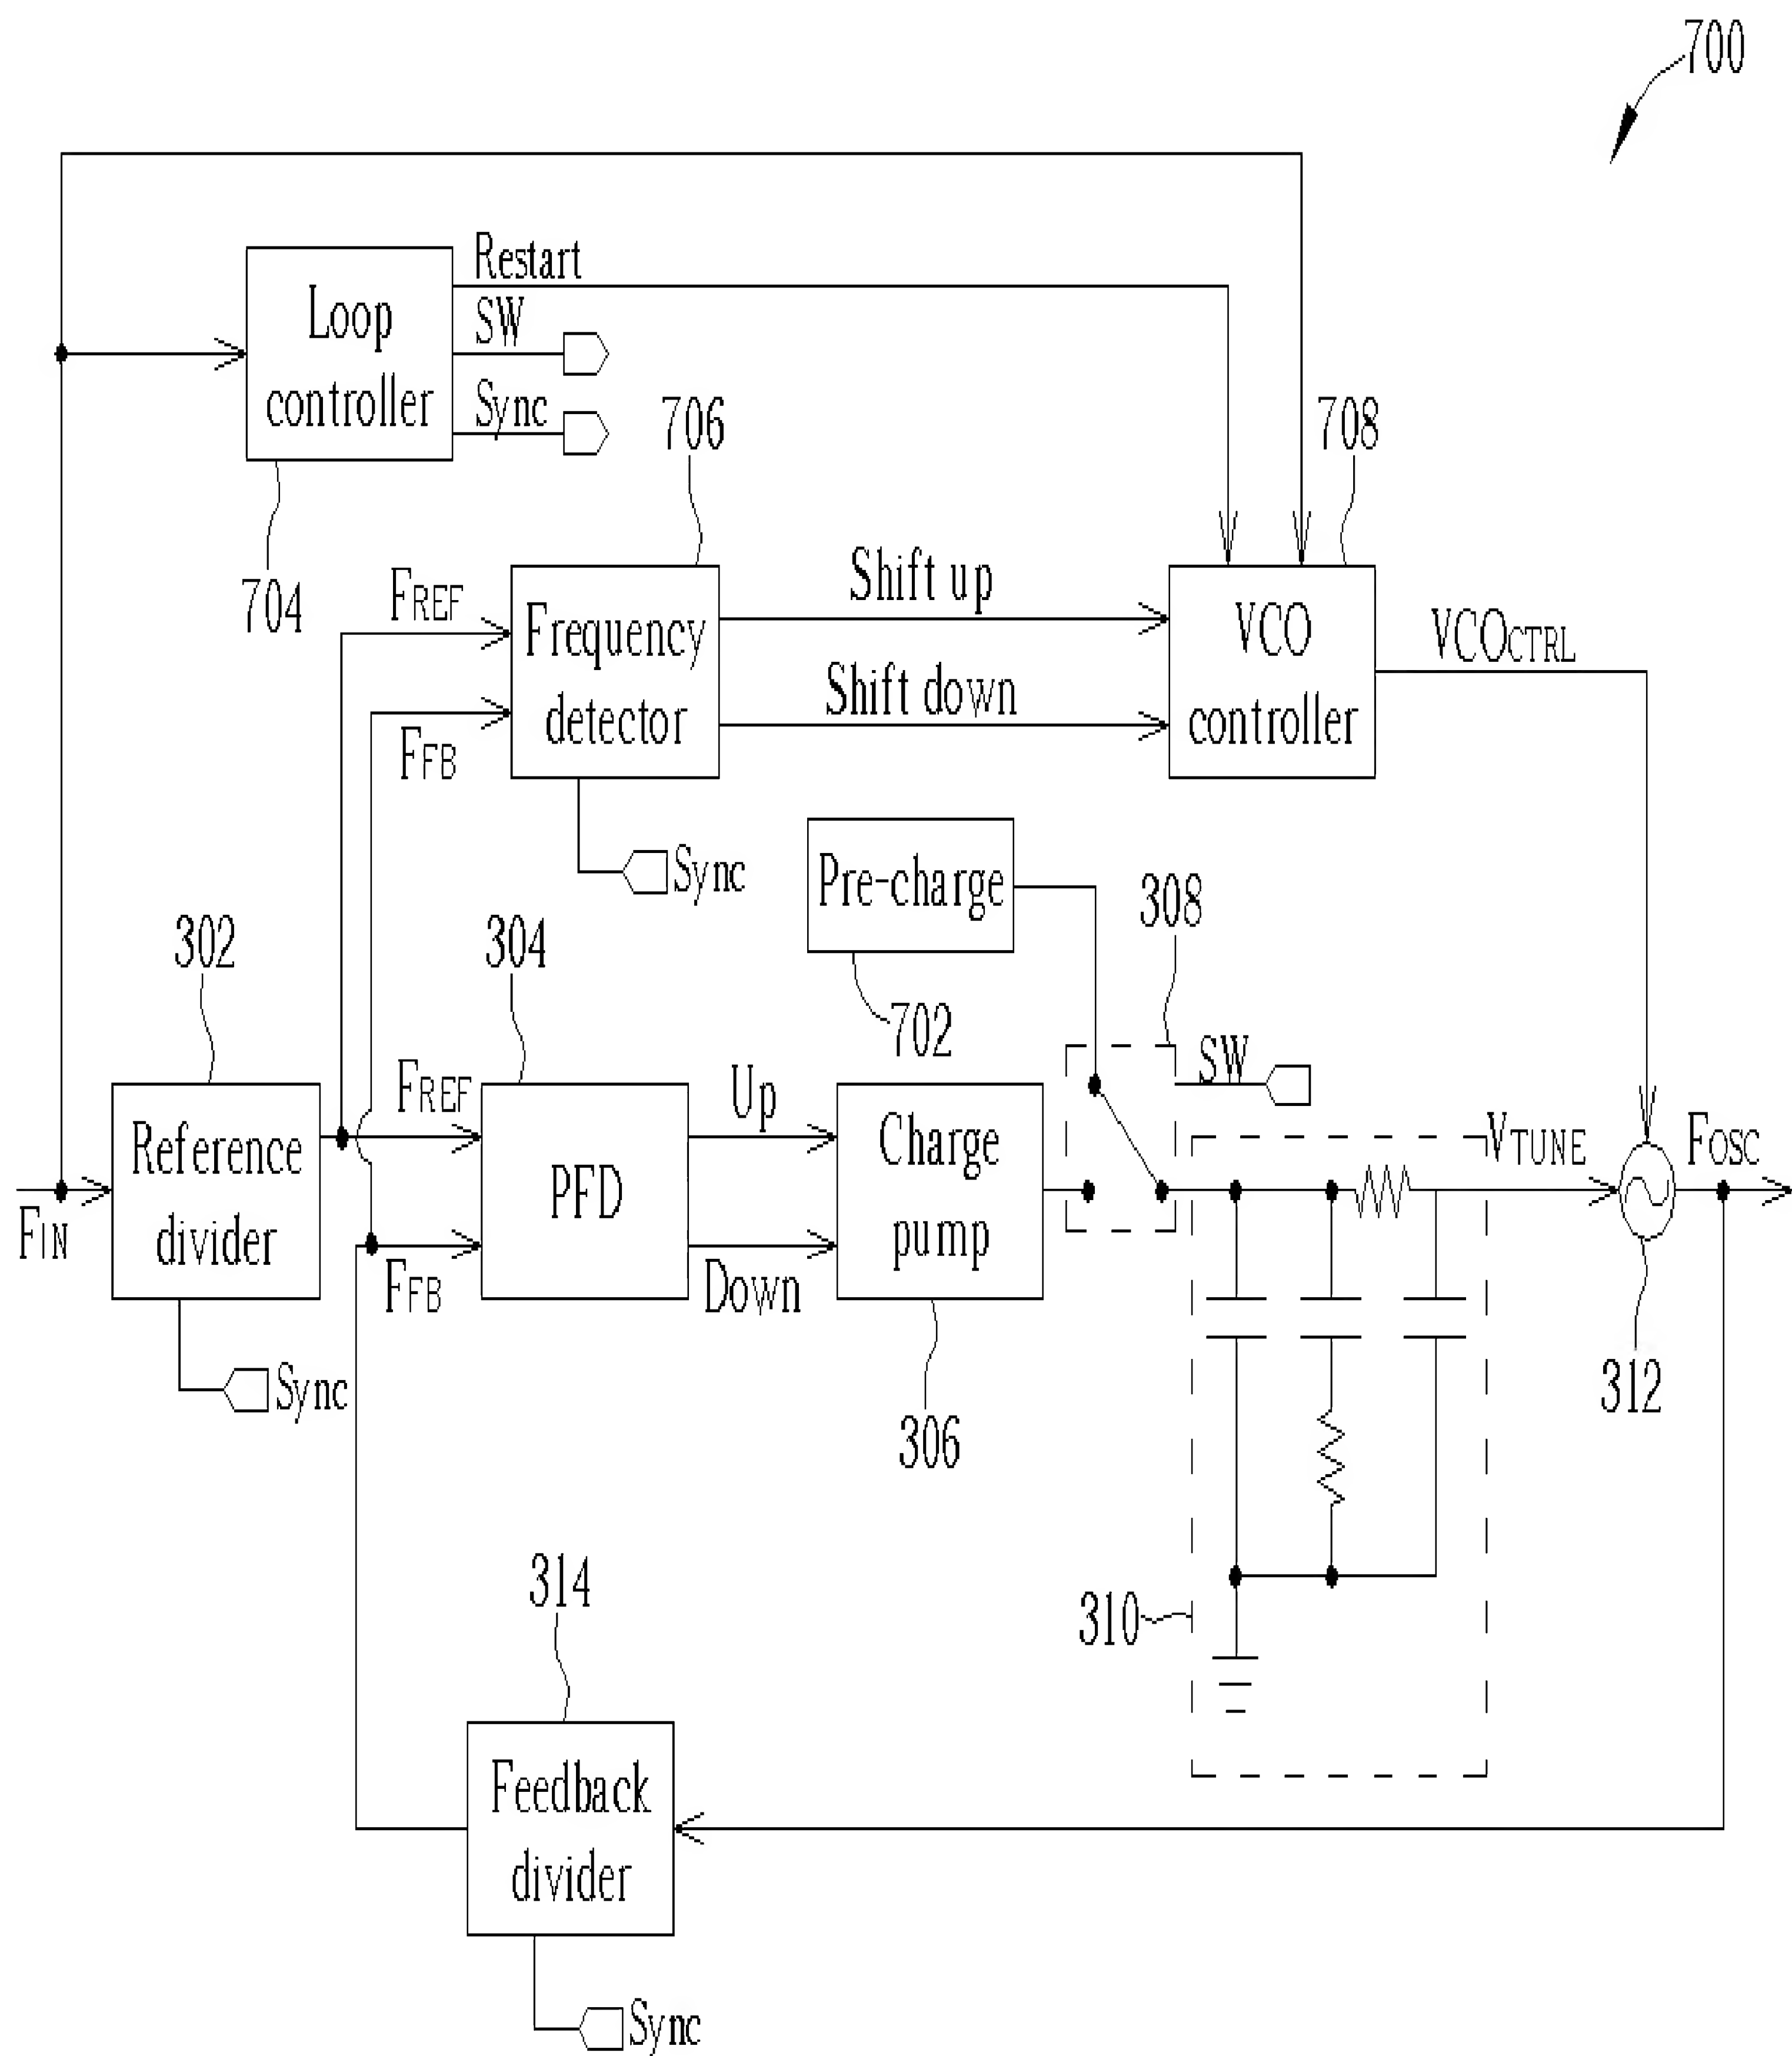 700
Restart
Loop
controller
SW
Sync
704
706
708
FREF
Frequency
detector
FFB
Shift up
Shift down
VCO
controller
VCOCTRL
Sync
Pre-charge
702
308
SW
302
304
FIN
Reference
divider
FREF
FFB
PFD
Up
Down
Charge
pump
VTUNE
FOSC
Sync
306
312
310
314
Feedback
divider
Sync